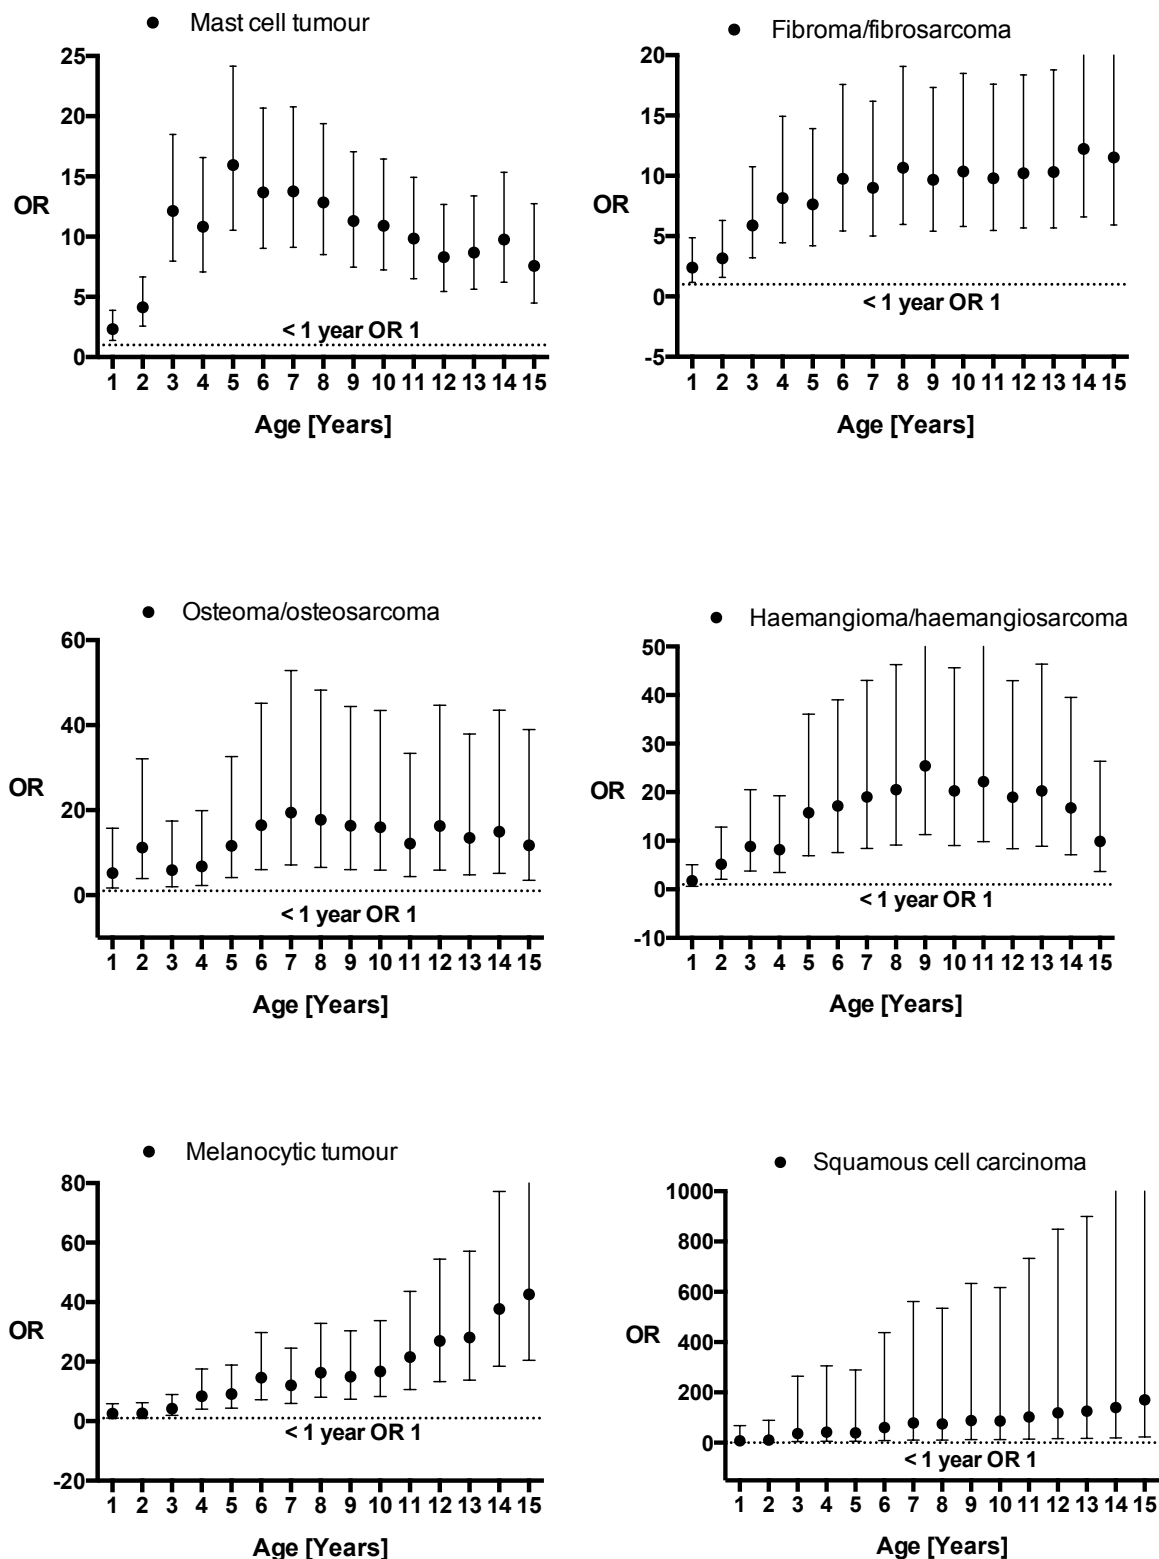 Mast cell tumour
25
20
15
10
5
0
OR
< 1 year OR 1
1 2 3 4 5 6 7 8 9 10 11 12 13 14 15
Age [Years]
Fibroma/fibrosarcoma
20
15
10
5
0
-5
OR
< 1 year OR 1
1 2 3 4 5 6 7 8 9 10 11 12 13 14 15
Age [Years]
Osteoma/osteosarcoma
60
40
20
0
OR
< 1 year OR 1
1 2 3 4 5 6 7 8 9 10 11 12 13 14 15
Age [Years]
Haemangioma/haemangiosarcoma
50
40
30
20
10
0
-10
OR
< 1 year OR 1
1 2 3 4 5 6 7 8 9 10 11 12 13 14 15
Age [Years]
Melanocytic tumour
80
60
40
20
0
-20
OR
< 1 year OR 1
1 2 3 4 5 6 7 8 9 10 11 12 13 14 15
Age [Years]
Squamous cell carcinoma
1000
800
600
400
200
0
OR
< 1 year OR 1
1 2 3 4 5 6 7 8 9 10 11 12 13 14 15
Age [Years]